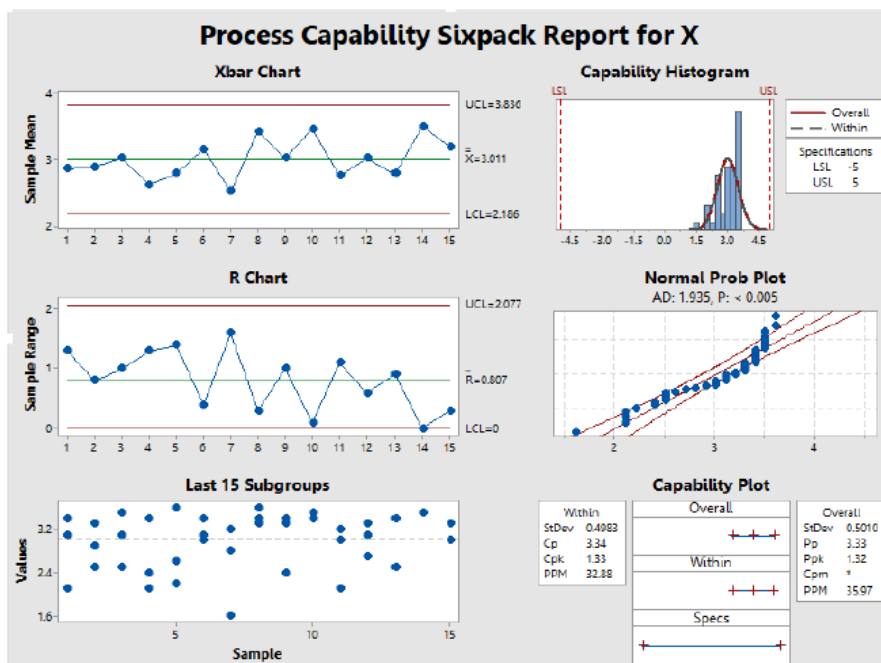 Process Capability Sixpack Report for X
Xbar Chart
Sample Mean
4
3
2
1 2 3 4 5 6 7 8 9 10 11 12 13 14 15
UCL=3.836
X=3.011
LCL=2.186
Capability Histogram
LSL USL
-4.5 -3.0 -1.5 0.0 1.5 3.0 4.5
Overall
Within
Specifications
LSL -5
USL 5
R Chart
Sample Range
2
1
0
1 2 3 4 5 6 7 8 9 10 11 12 13 14 15
UCL=2.077
R=0.807
LCL=0
Normal Prob Plot
AD: 1.935, P: < 0.005
2 3 4
Last 15 Subgroups
Values
3.2
2.4
1.6
5 10 15
Sample
Capability Plot
Within
StDev 0.4983
Cp 3.34
Cpk 1.33
PPM 32.88
Overall
Within
Specs
Overall
StDev 0.5010
Pp 3.33
Ppk 1.32
Cpm *
PPM 35.97